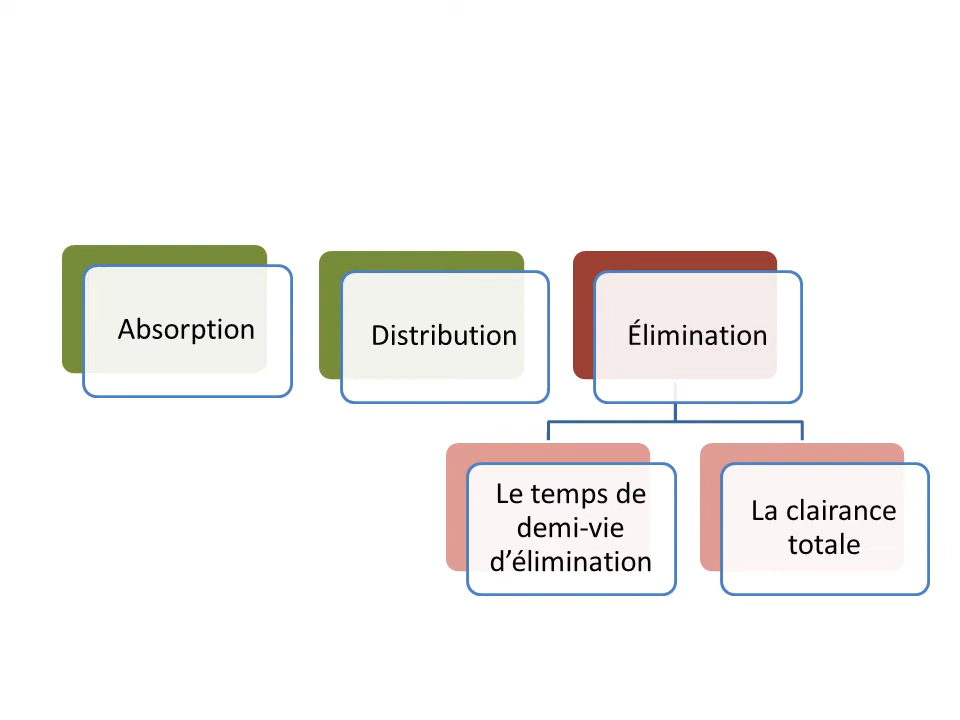 Absorption
Distribution
Élimination
Le temps de
demi-vie
d’élimination
La clairance
totale